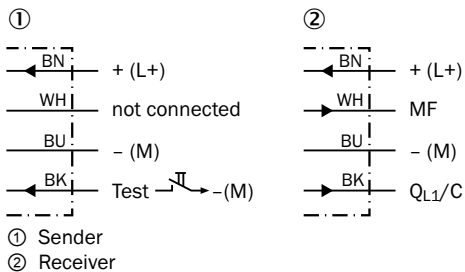 ① ②
BN + (L+) BN + (L+)
WH not connected WH MF
BU – (M) BU – (M)
BK Test –(M) BK QL1/C
① Sender
② Receiver